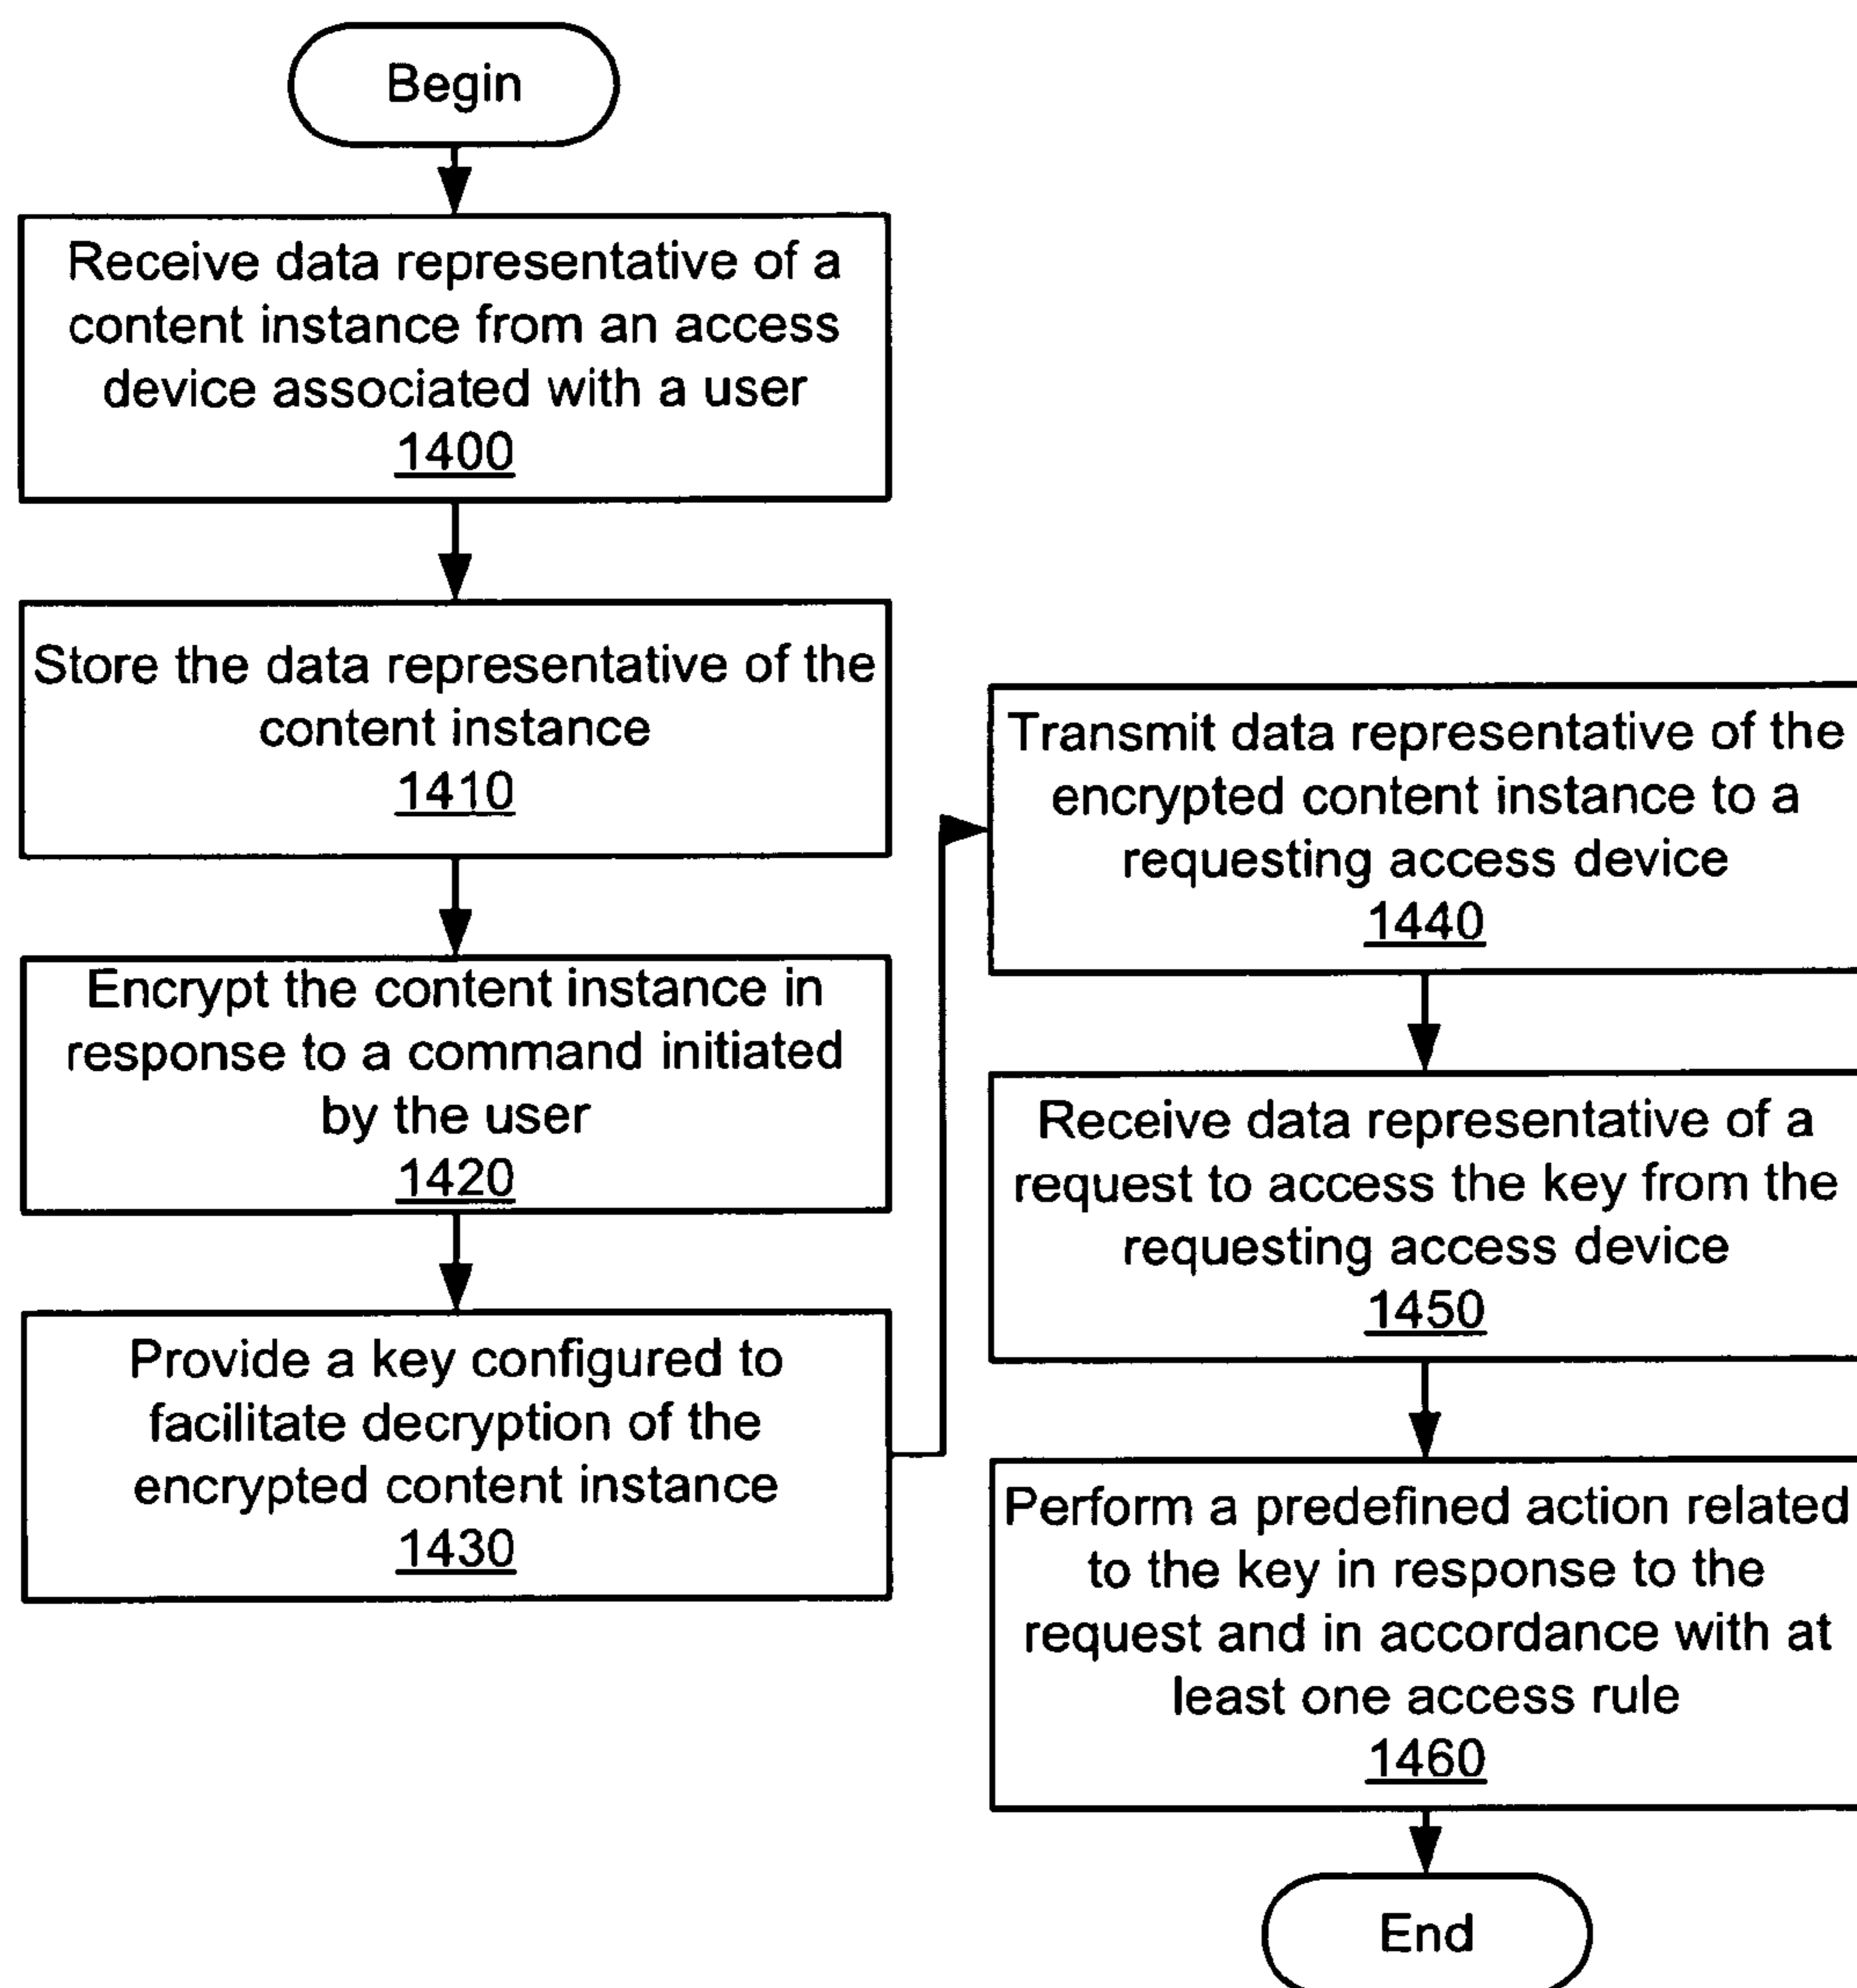 Begin
Receive data representative of a
content instance from an access
device associated with a user
1400
Store the data representative of the
content instance
1410
Encrypt the content instance in
response to a command initiated
by the user
1420
Provide a key configured to
facilitate decryption of the
encrypted content instance
1430
Transmit data representative of the
encrypted content instance to a
requesting access device
1440
Receive data representative of a
request to access the key from the
requesting access device
1450
Perform a predefined action related
to the key in response to the
request and in accordance with at
least one access rule
1460
End